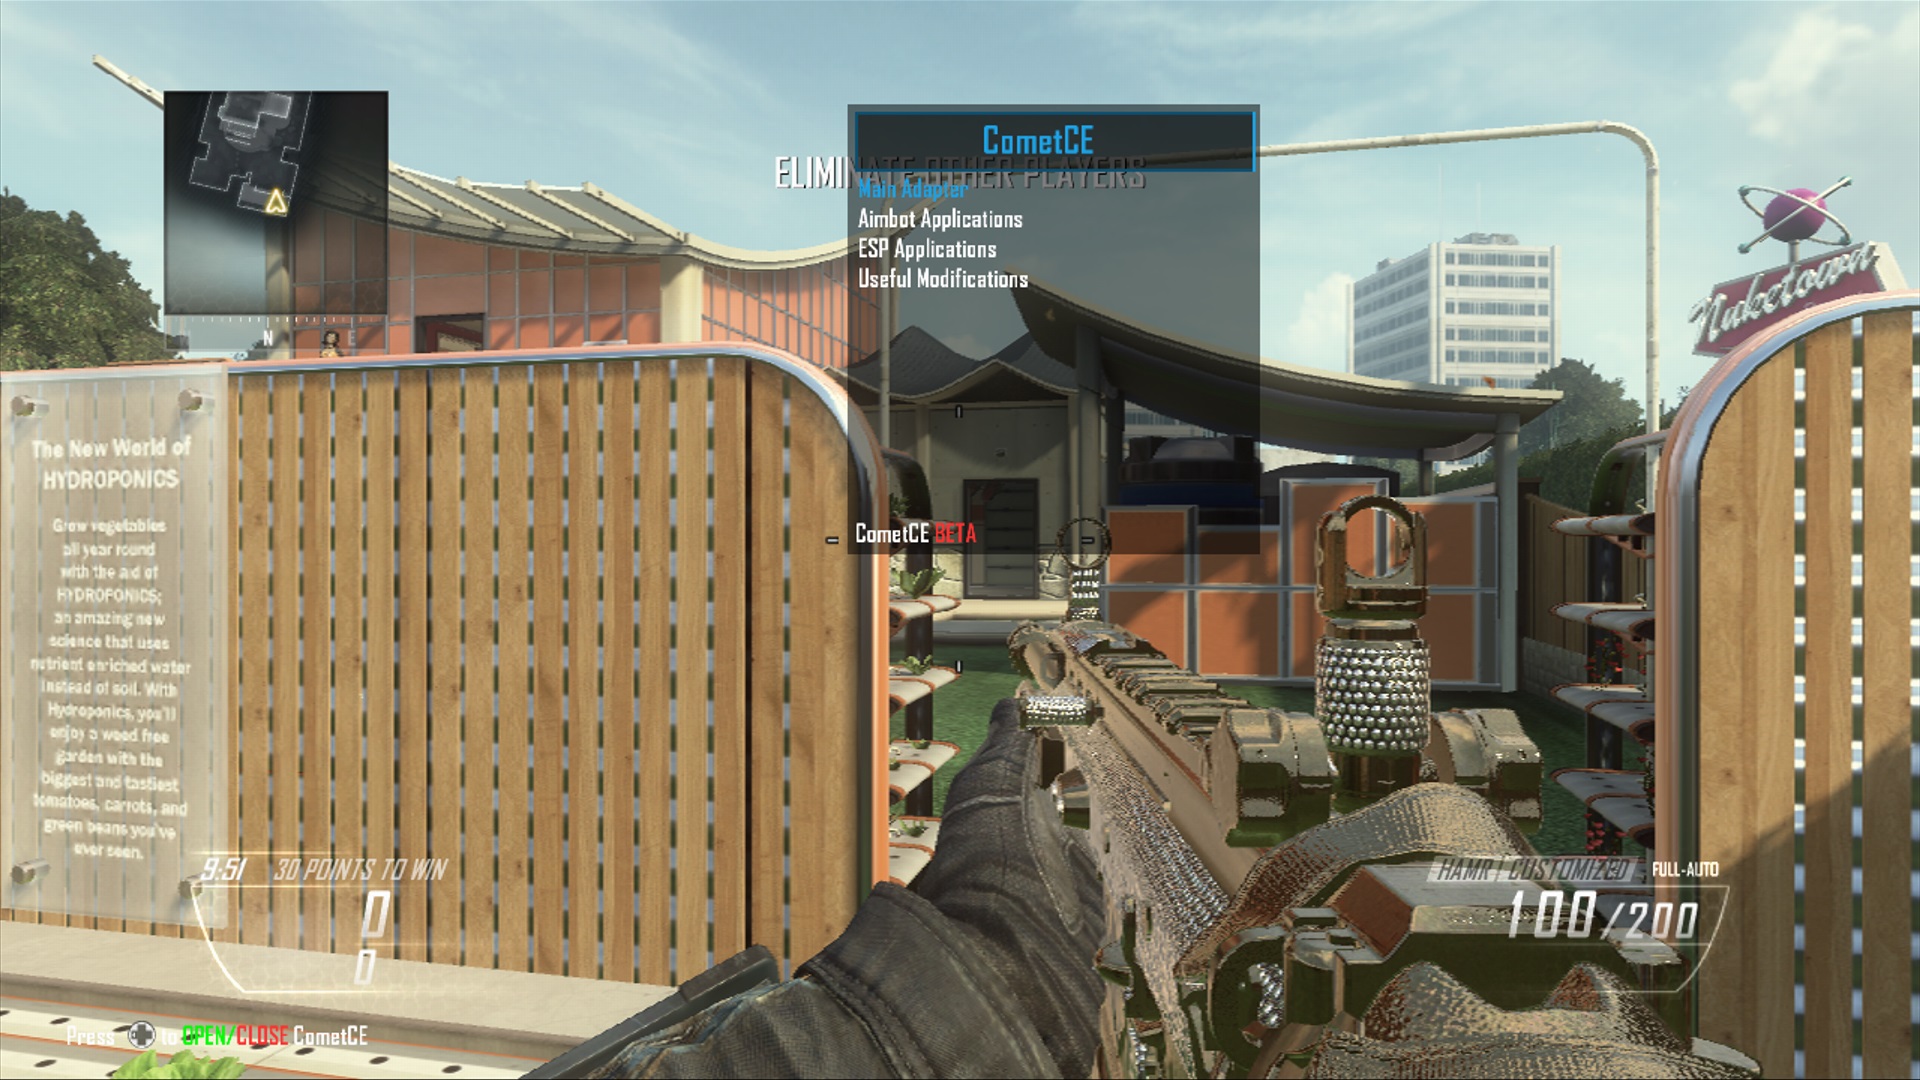 CometCE
ELIMINATE OTHER PLAYERS
Main Adapter
Aimbot Applications
ESP Applications
Useful Modifications
Nuketown
N
E
The New World of
HYDROPONICS
Grow vegetables
all year round
with the aid of
HYDROPONICS;
an amazing new
science that uses
nutrient enriched water
instead of soil. With
Hydroponics, you'll
enjoy a weed free
garden with the
biggest and tastiest
tomatoes, carrots, and
green beans you've
ever seen.
CometCE BETA
9:51 30 POINTS TO WIN
0
0
HAMR | CUSTOMIZED FULL-AUTO
100/200
Press to OPEN/CLOSE CometCE